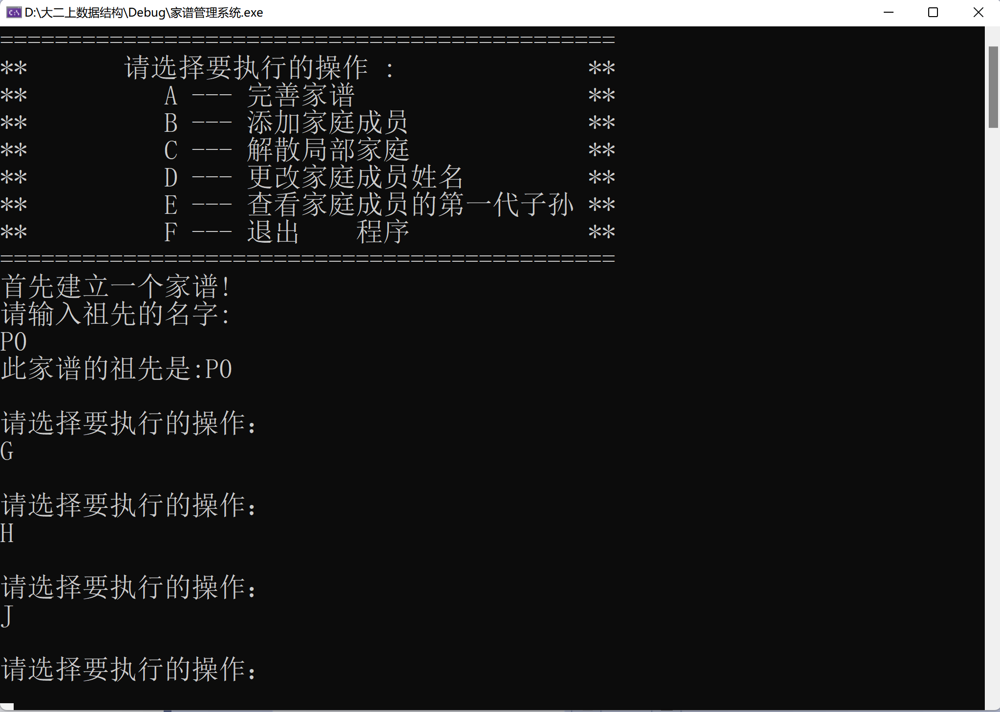 D:\大二上数据结构\Debug\家谱管理系统.exe
=============================================
** 请选择要执行的操作 : **
** A --- 完善家谱 **
** B --- 添加家庭成员 **
** C --- 解散局部家庭 **
** D --- 更改家庭成员姓名 **
** E --- 查看家庭成员的第一代子孙 **
** F --- 退出    程序 **
=============================================
首先建立一个家谱!
请输入祖先的名字:
P0
此家谱的祖先是:P0
请选择要执行的操作：
G
请选择要执行的操作：
H
请选择要执行的操作：
J
请选择要执行的操作：